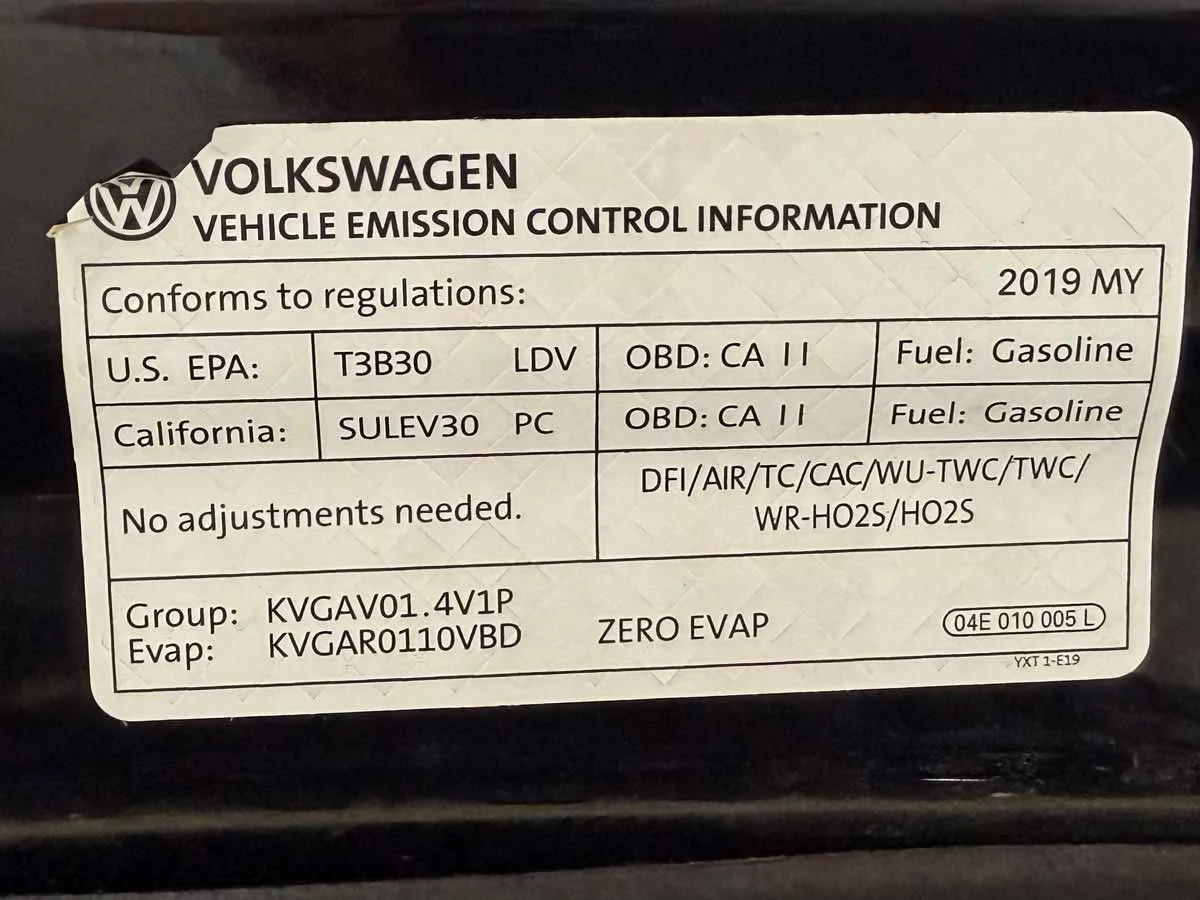 VOLKSWAGEN
VEHICLE EMISSION CONTROL INFORMATION
Conforms to regulations: 2019 MY
U.S. EPA: T3B30 LDV OBD: CA II Fuel: Gasoline
California: SULEV30 PC OBD: CA II Fuel: Gasoline
No adjustments needed.
DFI/AIR/TC/CAC/WU-TWC/TWC/
WR-HO2S/HO2S
Group: KVGAV01.4V1P
Evap: KVGAR0110VBD
ZERO EVAP
04E 010 005 L
YXT 1-E19